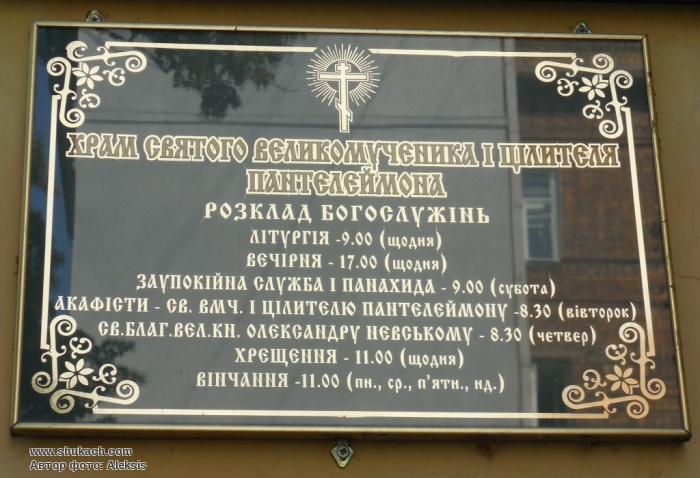 ХРАМ СВЯТОГО ВЕЛИКОМУЧЕНИКА І ЦІЛИТЕЛЯ
ПАНТЕЛЕЙМОНА
РОЗКЛАД БОГОСЛУЖІНЬ
ЛІТУРГІЯ -9.00 (щодня)
ВЕЧІРНЯ - 17.00 (щодня)
ЗАУПОКІЙНА СЛУЖБА І ПАНАХИДА - 9.00 (субота)
АКАФІСТИ - СВ. ВМЧ. І ЦІЛИТЕЛЮ ПАНТЕЛЕЙМОНУ -8.30 (вівторок)
СВ.БЛАГ.ВЕЛ.КН. ОЛЕКСАНДРУ НЕВСЬКОМУ - 8.30 (четвер)
ХРЕЩЕННЯ - 11.00 (щодня)
ВІНЧАННЯ -11.00 (пн., ср., п'ятн., нд.)
www.shukach.com
Автор фото: Aleksis